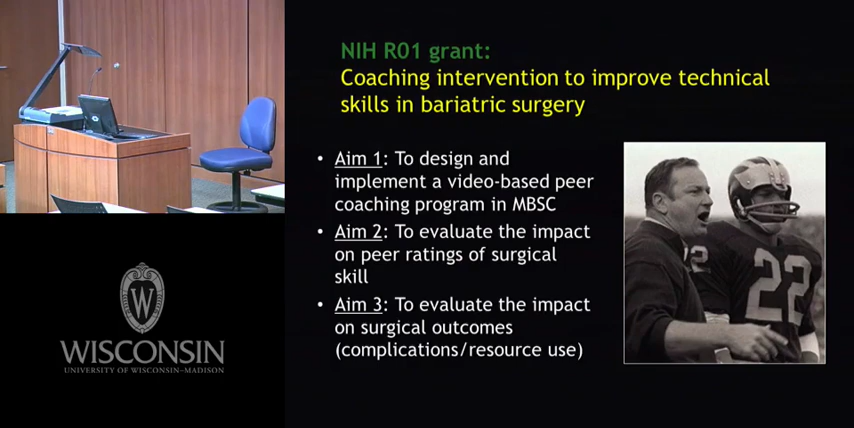 NIH R01 grant:
Coaching intervention to improve technical
skills in bariatric surgery
• Aim 1: To design and
implement a video-based peer
coaching program in MBSC
• Aim 2: To evaluate the impact
on peer ratings of surgical
skill
• Aim 3: To evaluate the impact
on surgical outcomes
(complications/resource use)
22
22
W
WISCONSIN
UNIVERSITY OF WISCONSIN–MADISON